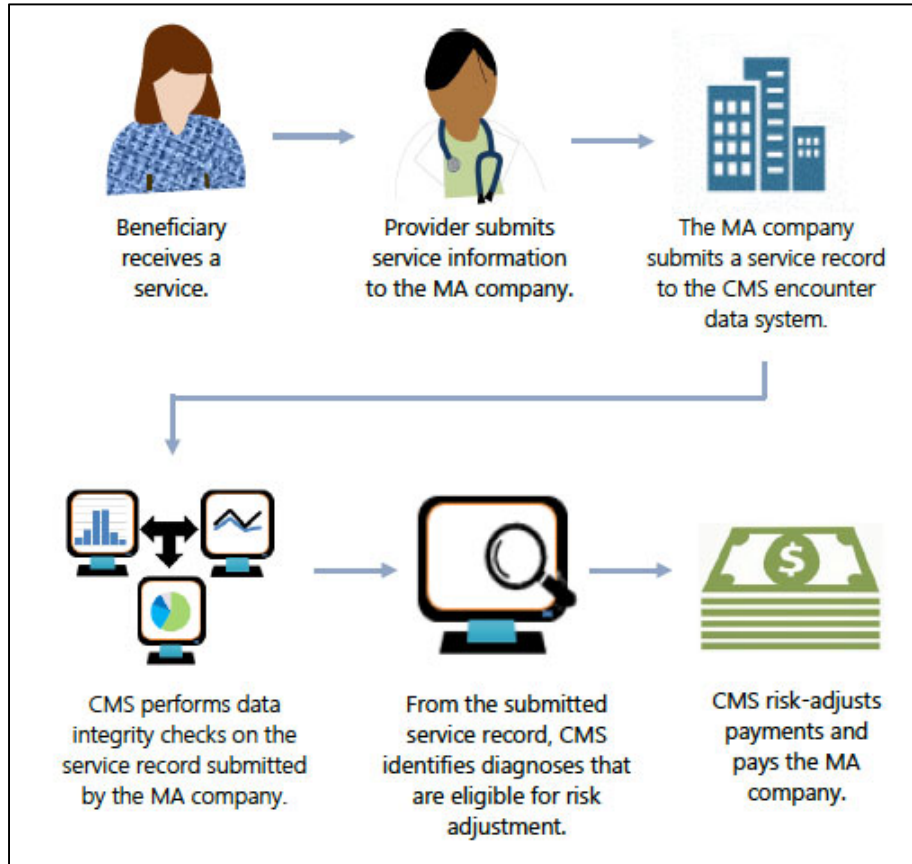 Beneficiary
receives a
service.
Provider submits
service information
to the MA company.
The MA company
submits a service record
to the CMS encounter
data system.
CMS performs data
integrity checks on the
service record submitted
by the MA company.
From the submitted
service record, CMS
identifies diagnoses that
are eligible for risk
adjustment.
$
CMS risk-adjusts
payments and
pays the MA
company.